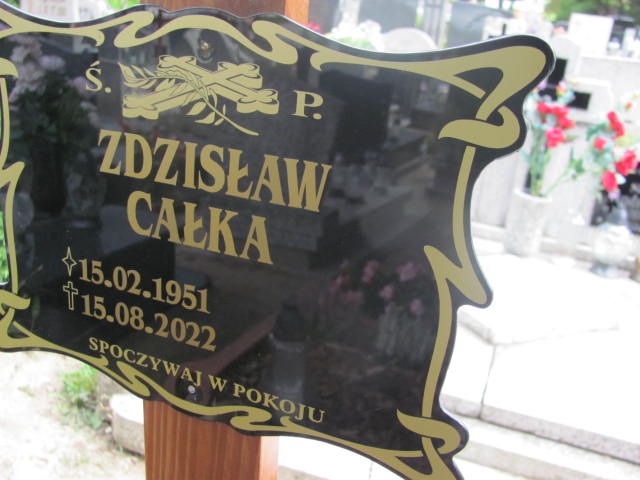 Ś. P.
ZDZISŁAW
CAŁKA
15.02.1951
15.08.2022
SPOCZYWAJ W POKOJU